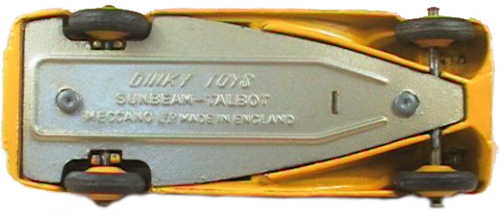 DINKY TOYS
SUNBEAM-TALBOT
MECCANO LTD MADE IN ENGLAND